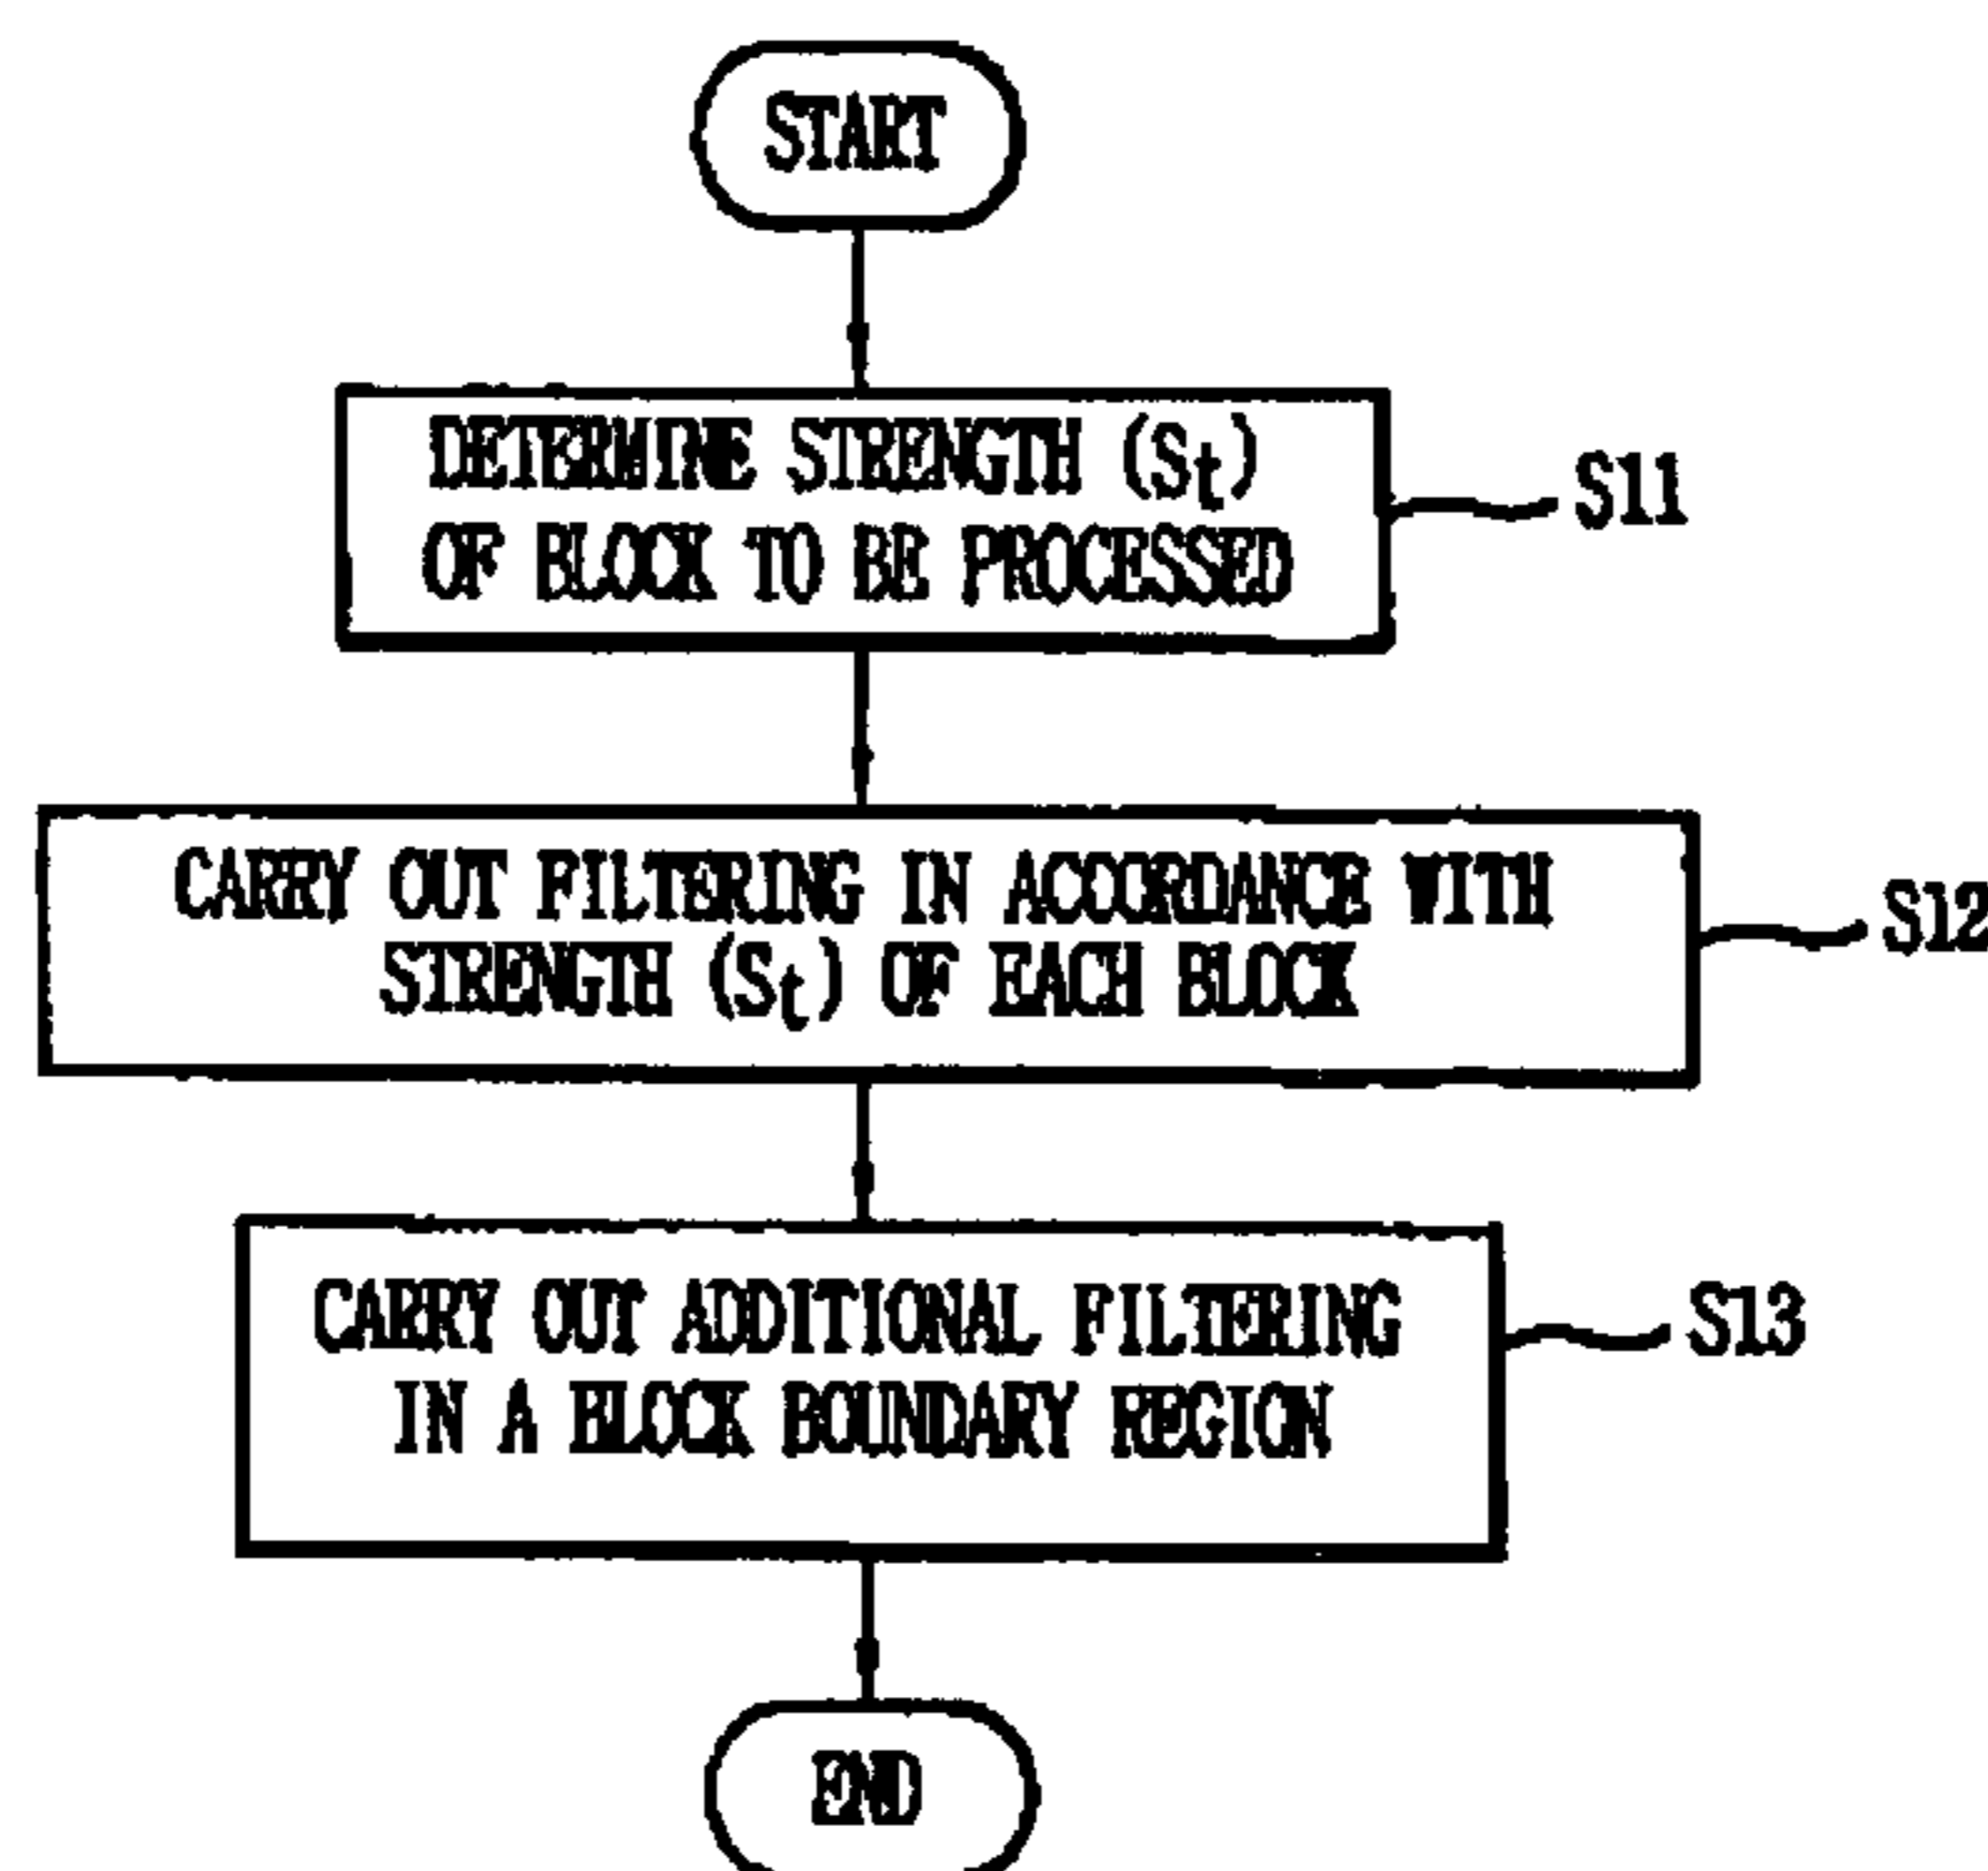 START
DETERMINE STRENGTH (St)
OF BLOCK TO BE PROCESSED
S11
CARRY OUT FILTERING IN ACCORDANCE WITH
STRENGTH (St) OF EACH BLOCK
S12
CARRY OUT ADDITIONAL FILTERING
IN A BLOCK BOUNDARY REGION
S13
END